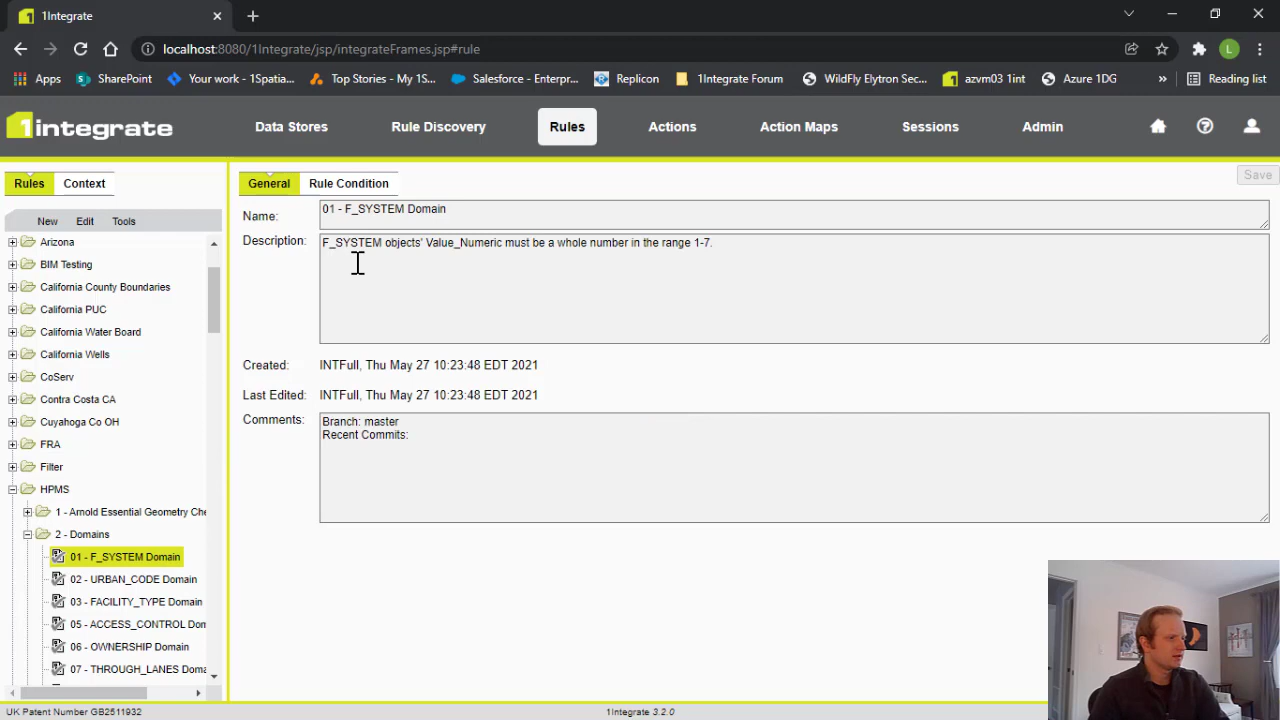 1Integrate
localhost:8080/1Integrate/jsp/integrateFrames.jsp#rule
L
Apps
SharePoint
Your work - 1Spatia...
Top Stories - My 1S...
Salesforce - Enterpr...
Replicon
1Integrate Forum
WildFly Elytron Sec...
azvm03 1int
Azure 1DG
»
Reading list
1integrate
Data Stores
Rule Discovery
Rules
Actions
Action Maps
Sessions
Admin
Rules
Context
New
Edit
Tools
Arizona
BIM Testing
California County Boundaries
California PUC
California Water Board
California Wells
CoServ
Contra Costa CA
Cuyahoga Co OH
FRA
Filter
HPMS
1 - Arnold Essential Geometry Che
2 - Domains
01 - F_SYSTEM Domain
02 - URBAN_CODE Domain
03 - FACILITY_TYPE Domain
05 - ACCESS_CONTROL Dom
06 - OWNERSHIP Domain
07 - THROUGH_LANES Doma
General
Rule Condition
Save
Name:
01 - F_SYSTEM Domain
Description:
F_SYSTEM objects' Value_Numeric must be a whole number in the range 1-7.
Created:
INTFull, Thu May 27 10:23:48 EDT 2021
Last Edited:
INTFull, Thu May 27 10:23:48 EDT 2021
Comments:
Branch: master
Recent Commits:
UK Patent Number GB2511932
1Integrate 3.2.0